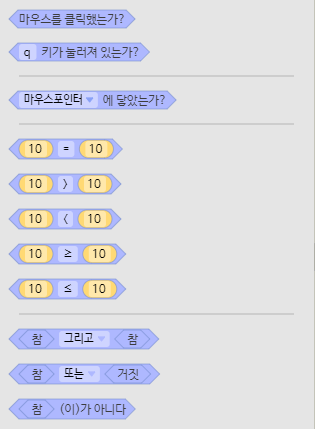 마우스를 클릭했는가?
q 키가 눌러져 있는가?
마우스포인터 에 닿았는가?
10 = 10
10 > 10
10 < 10
10 ≥ 10
10 ≤ 10
참 그리고 참
참 또는 거짓
참 (이)가 아니다